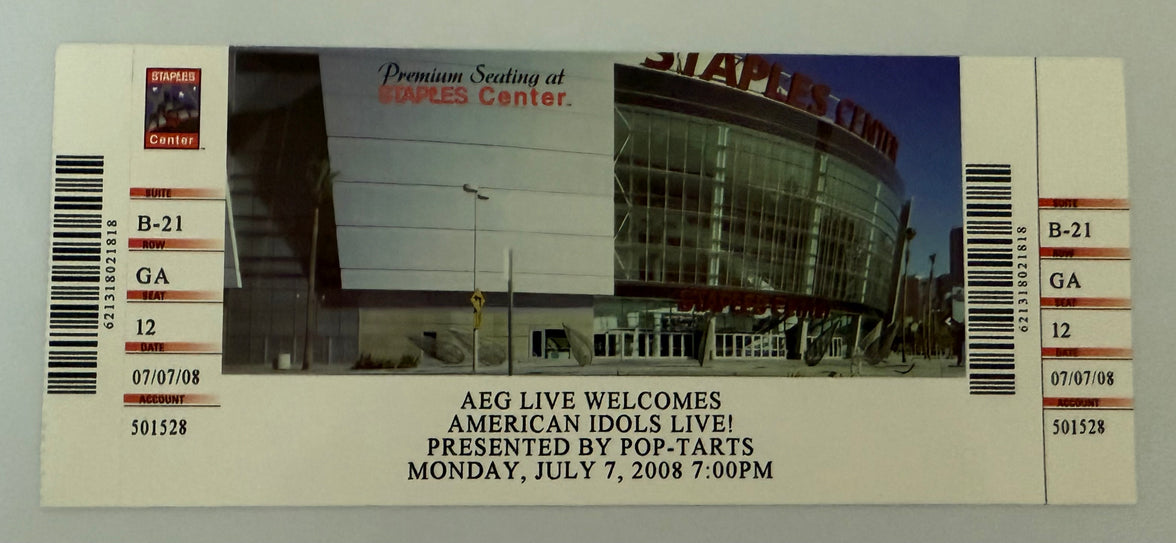 STAPLES
Center
SUITE
B-21
ROW
GA
SEAT
12
DATE
07/07/08
ACCOUNT
501528
621318021818
Premium Seating at
STAPLES Center
STAPLES CENTER
STAPLES CENTER
AEG LIVE WELCOMES
AMERICAN IDOLS LIVE!
PRESENTED BY POP-TARTS
MONDAY, JULY 7, 2008 7:00PM
621318021818
SUITE
B-21
ROW
GA
SEAT
12
DATE
07/07/08
ACCOUNT
501528